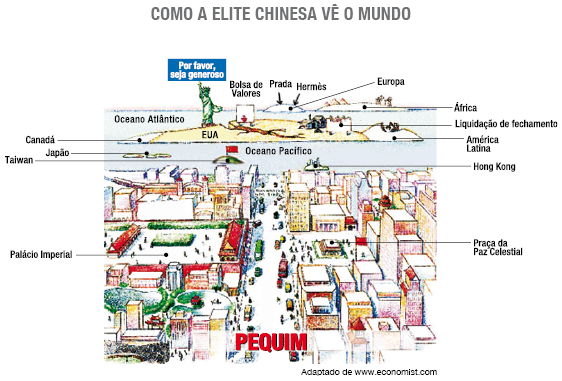 COMO A ELITE CHINESA VÊ O MUNDO
Por favor,
seja generoso
Bolsa de
Valores
Prada
Hermès
Europa
África
Oceano Atlântico
Liquidação de fechamento
EUA
Canadá
América
Latina
Japão
Oceano Pacífico
Taiwan
Hong Kong
Palácio Imperial
Praça da
Paz Celestial
PEQUIM
Adaptado de www.economist.com